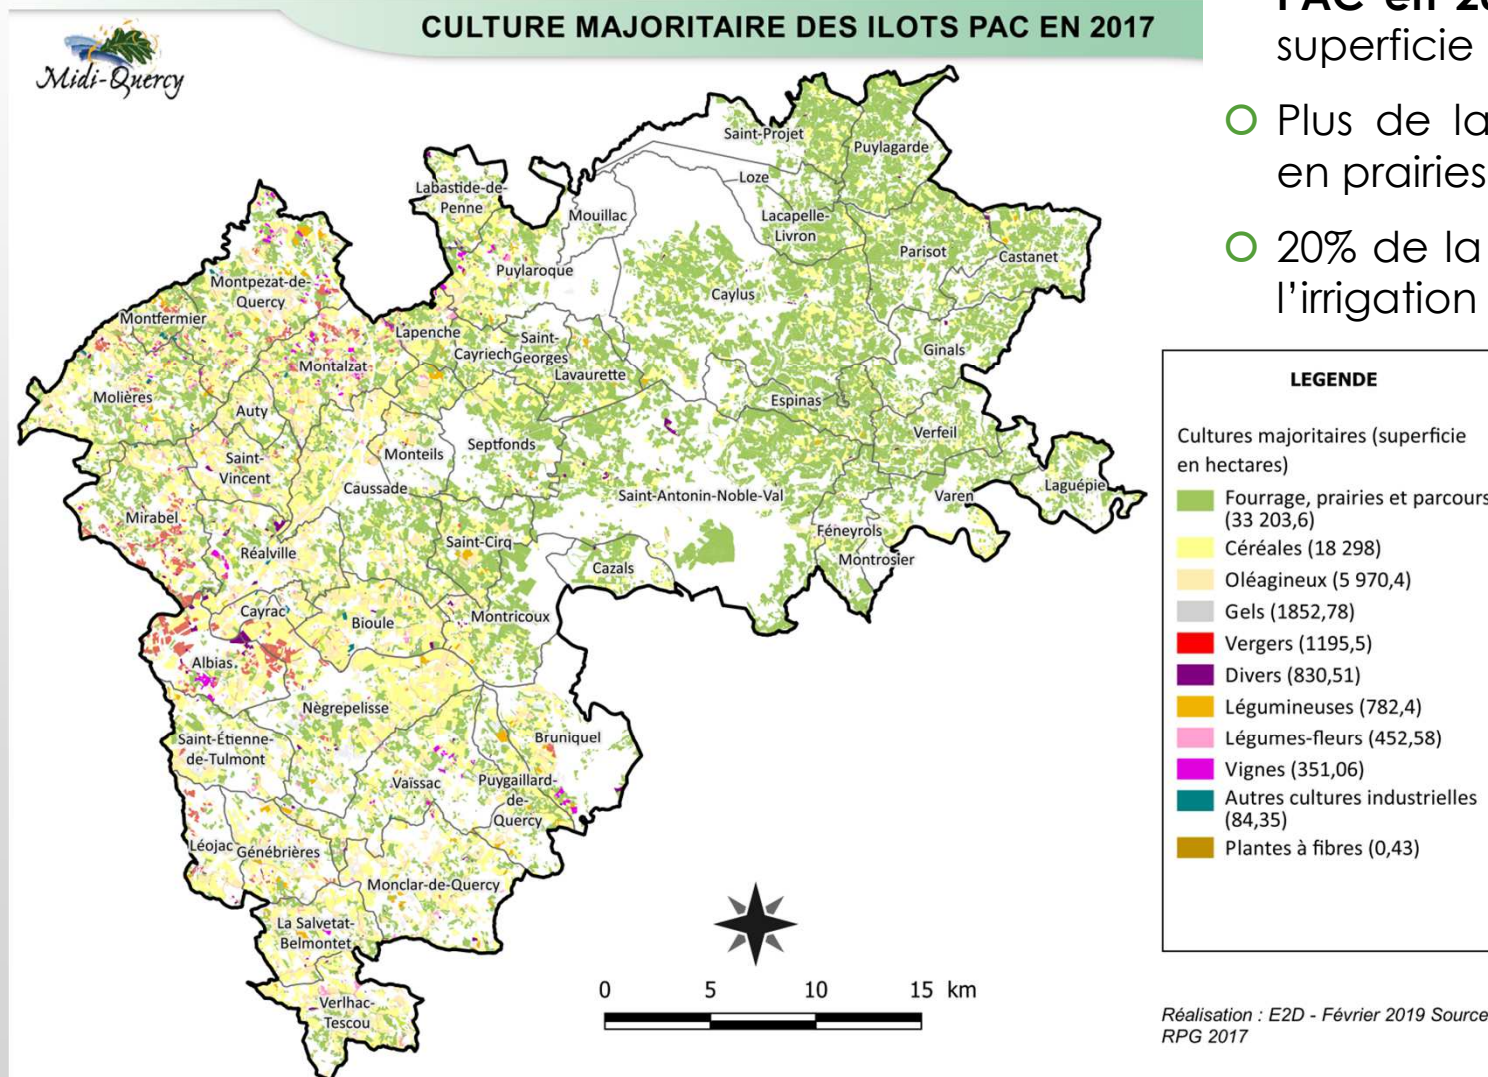 CULTURE MAJORITAIRE DES ILOTS PAC EN 2017
Midi-Quercy
superficie
Plus de la
en prairies
20% de la
l'irrigation
Saint-Projet
Puylagarde
Loze
Labastide-de-
Penne
Mouillac
Lacapelle-
Livron
Parisot
Castanet
Puylaroque
Montpezat-de-
Quercy
Caylus
Montfermier
Lapenche
Saint-
Georges
Cayriech
Ginals
Montalzat
Lavaurette
Molières
Espinas
Auty
Verfeil
Septfonds
Monteils
Saint-
Vincent
Caussade
Saint-Antonin-Noble-Val
Varen
Laguépie
Mirabel
Féneyrols
Réalville
Saint-Cirq
Montrosier
Cazals
Cayrac
Bioule
Montricoux
Albias
Nègrepelisse
Saint-Étienne-
de-Tulmont
Bruniquel
Vaïssac
Puygaillard-
de-
Quercy
Léojac
Génébrières
Monclar-de-Quercy
La Salvetat-
Belmontet
Verlhac-
Tescou
0 5 10 15 km
LEGENDE
Cultures majoritaires (superficie
en hectares)
Fourrage, prairies et parcours
(33 203,6)
Céréales (18 298)
Oléagineux (5 970,4)
Gels (1852,78)
Vergers (1195,5)
Divers (830,51)
Légumineuses (782,4)
Légumes-fleurs (452,58)
Vignes (351,06)
Autres cultures industrielles
(84,35)
Plantes à fibres (0,43)
Réalisation : E2D - Février 2019 Source
RPG 2017